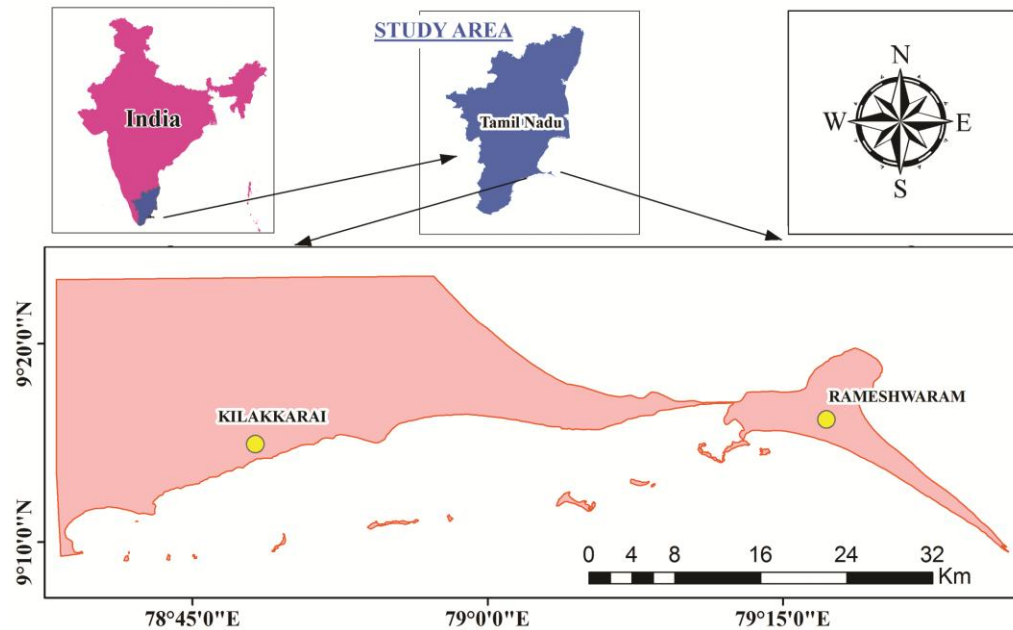 STUDY AREA
India
Tamil Nadu
N
W E
S
9°20'0"N
9°10'0"N
KILAKKARAI
RAMESHWARAM
0 4 8 16 24 32
Km
78°45'0"E 79°0'0"E 79°15'0"E